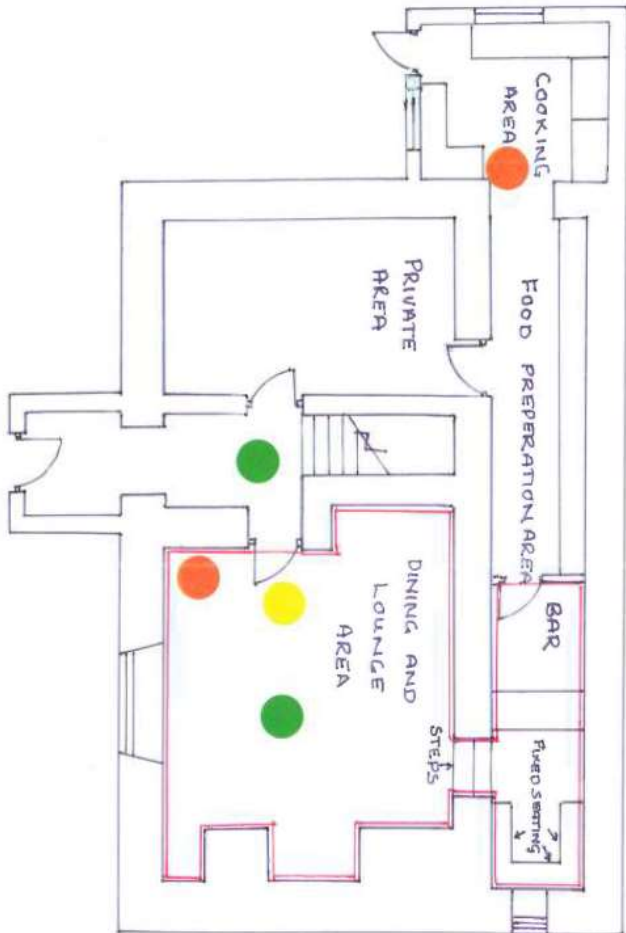 COOKING
AREA
FOOD PREPERATION AREA
PRIVATE
AREA
BAR
DINING AND
LOUNGE
AREA
STEPS
FIXED SEATING